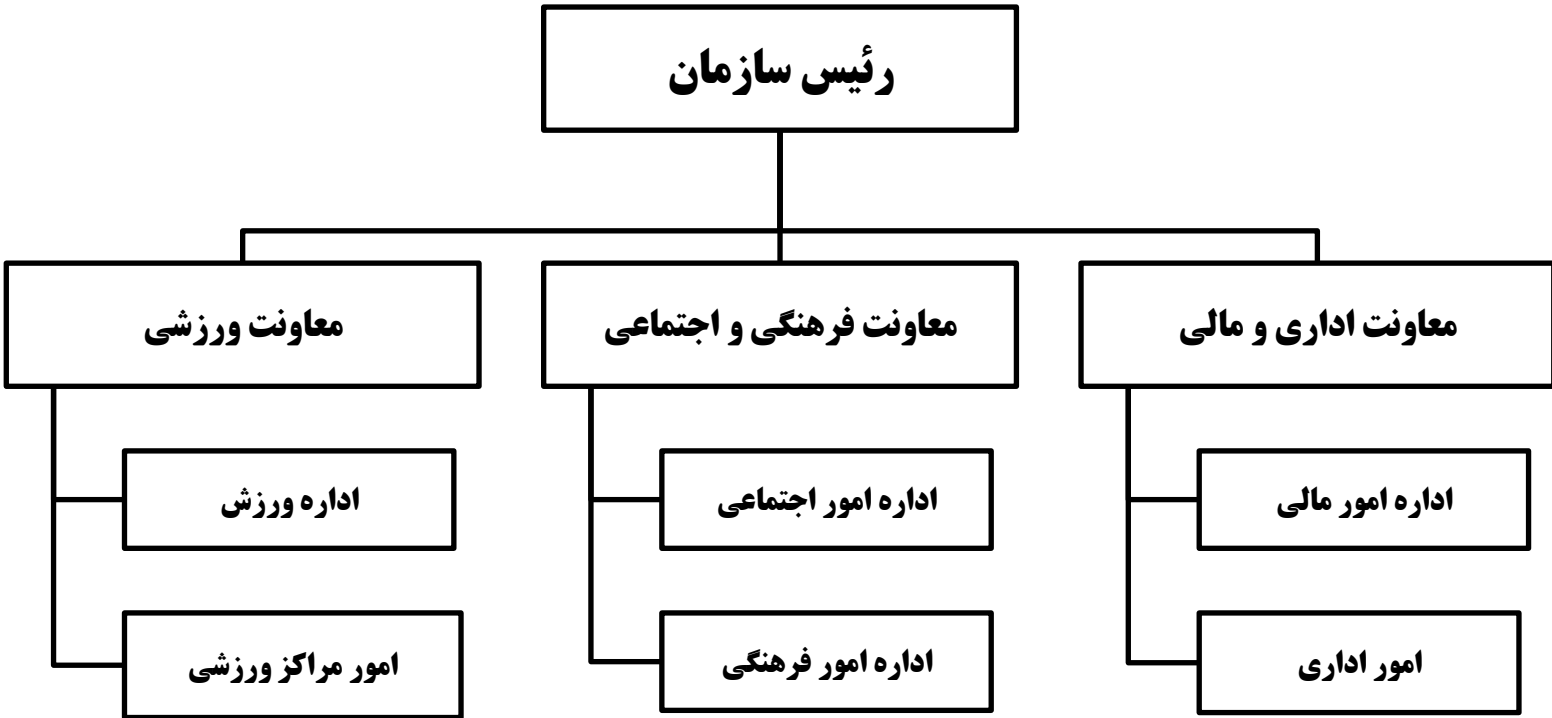 رئیس سازمان
معاونت اداری و مالی
معاونت فرهنگی و اجتماعی
معاونت ورزشی
اداره امور مالی
اداره امور اجتماعی
اداره ورزش
امور اداری
اداره امور فرهنگی
امور مراکز ورزشی